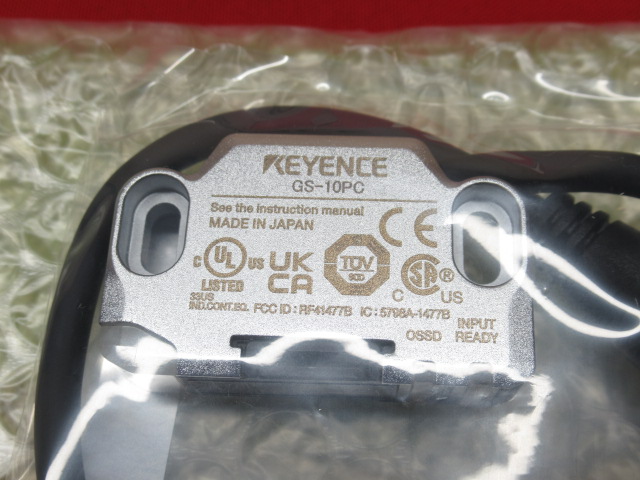 KEYENCE
GS-10PC
See the instruction manual
MADE IN JAPAN
CE
C UL US
LISTED
33US
IND.CONT.EQ.
UK
CA
TÜV
SÜD
SA®
C US
FCC ID : RF41477B IC : 5798A-1477B
INPUT
OSSD READY